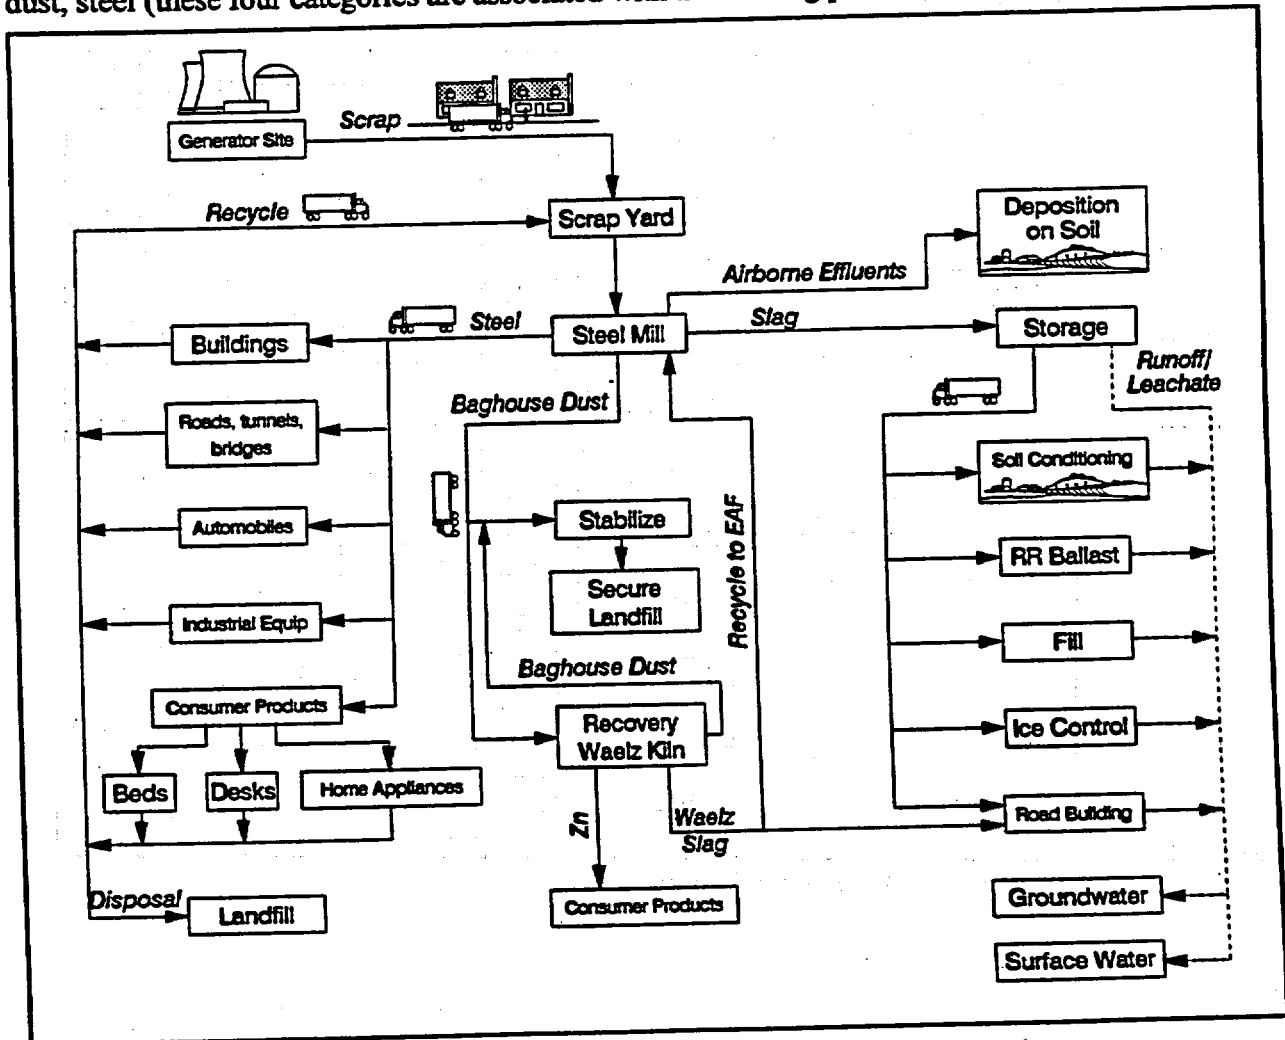 dust, steel (these four categories are associated with
Generator Site
Scrap
Recycle
Scrap Yard
Deposition
on Soil
Airborne Effluents
Steel
Steel Mill
Slag
Storage
Buildings
Runoff/
Leachate
Baghouse Dust
Roads, tunnels,
bridges
Soil Conditioning
Automobiles
Stabilize
Recycle to EAF
RR Ballast
Secure
Landfill
Industrial Equip
Fill
Baghouse Dust
Consumer Products
Recovery
Waelz Kiln
Ice Control
Beds
Desks
Home Appliances
Zn
Waelz
Slag
Road Building
Disposal
Landfill
Consumer Products
Groundwater
Surface Water